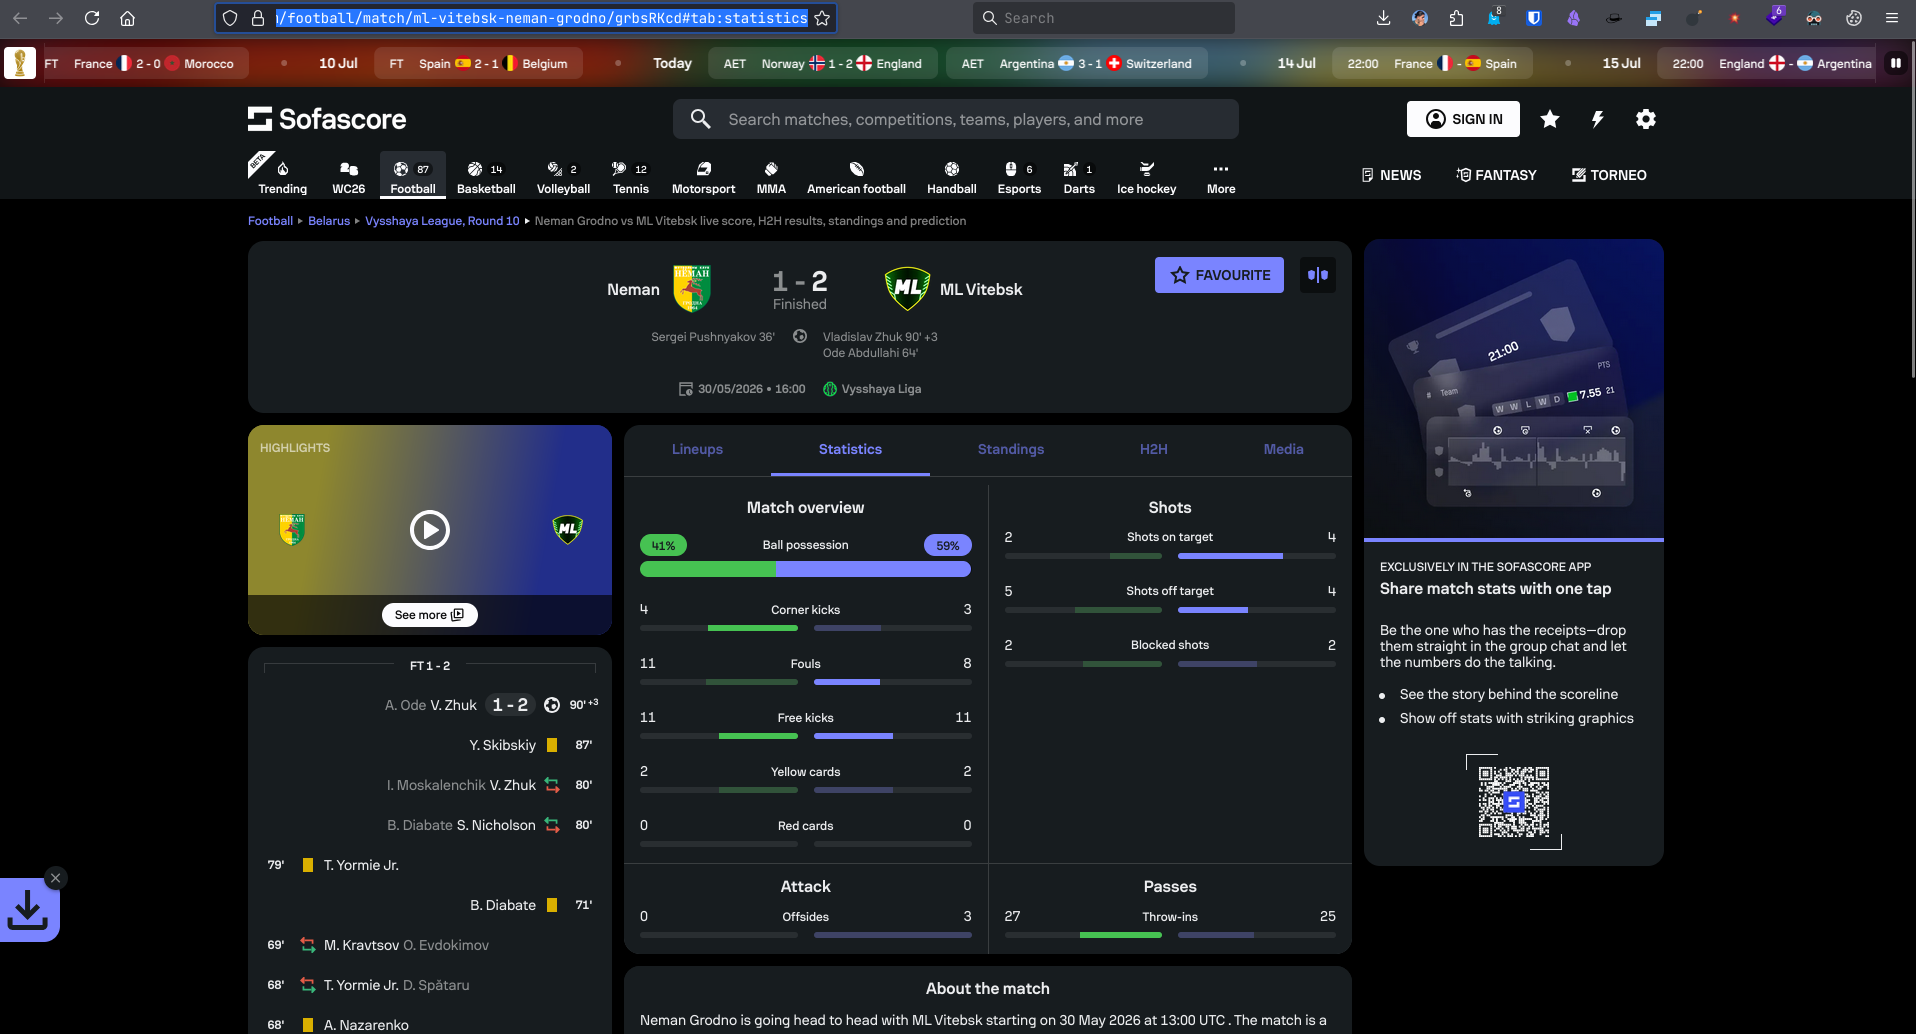 /football/match/ml-vitebsk-neman-grodno/grbsRKcd#tab:statistics
Search
8
6
FT France 2 - 0 Morocco
10 Jul
FT Spain 2 - 1 Belgium
Today
AET Norway 1 - 2 England
AET Argentina 3 - 1 Switzerland
14 Jul
22:00 France - Spain
15 Jul
22:00 England - Argentina
Sofascore
Search matches, competitions, teams, players, and more
SIGN IN
BETA
Trending
WC26
87
Football
14
Basketball
2
Volleyball
12
Tennis
Motorsport
MMA
American football
Handball
6
Esports
1
Darts
Ice hockey
More
NEWS
FANTASY
TORNEO
Football ▸ Belarus ▸ Vysshaya League, Round 10 ▸ Neman Grodno vs ML Vitebsk live score, H2H results, standings and prediction
Neman
НЕМАН
1 - 2
Finished
ML
ML Vitebsk
FAVOURITE
Sergei Pushnyakov 36'
Vladislav Zhuk 90' +3
Ode Abdullahi 64'
30/05/2026 • 16:00
Vysshaya Liga
HIGHLIGHTS
НЕМАН
ML
See more
FT 1 - 2
A. Ode V. Zhuk 1 - 2 90'+3
Y. Skibskiy 87'
I. Moskalenchik V. Zhuk 80'
B. Diabate S. Nicholson 80'
79' T. Yormie Jr.
B. Diabate 71'
69' M. Kravtsov O. Evdokimov
68' T. Yormie Jr. D. Spătaru
68' A. Nazarenko
Lineups
Statistics
Standings
H2H
Media
Match overview
41% Ball possession 59%
4 Corner kicks 3
11 Fouls 8
11 Free kicks 11
2 Yellow cards 2
0 Red cards 0
Shots
2 Shots on target 4
5 Shots off target 4
2 Blocked shots 2
Attack
0 Offsides 3
Passes
27 Throw-ins 25
About the match
Neman Grodno is going head to head with ML Vitebsk starting on 30 May 2026 at 13:00 UTC . The match is a
21:00
PTS
# Team
W W L W D 7.55 21
EXCLUSIVELY IN THE SOFASCORE APP
Share match stats with one tap
Be the one who has the receipts—drop
them straight in the group chat and let
the numbers do the talking.
• See the story behind the scoreline
• Show off stats with striking graphics